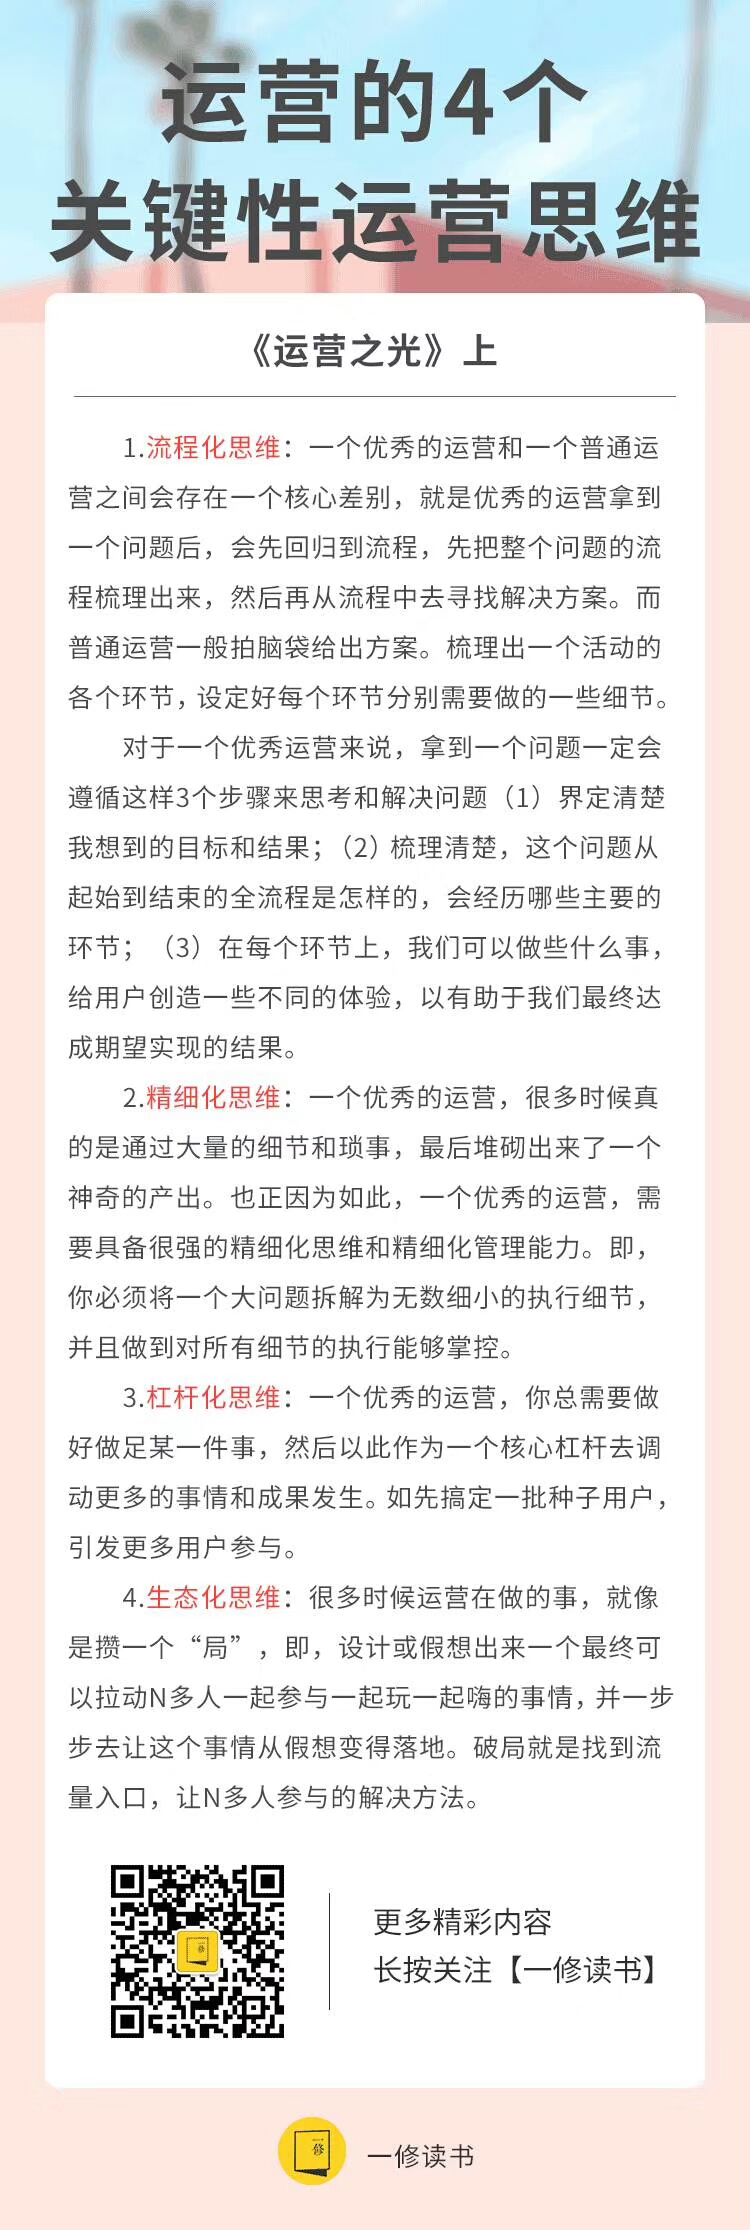 运营的4个
关键性运营思维
《运营之光》上
1.流程化思维：一个优秀的运营和一个普通运
营之间会存在一个核心差别，就是优秀的运营拿到
一个问题后，会先回归到流程，先把整个问题的流
程梳理出来，然后再从流程中去寻找解决方案。而
普通运营一般拍脑袋给出方案。梳理出一个活动的
各个环节，设定好每个环节分别需要做的一些细节。
对于一个优秀运营来说，拿到一个问题一定会
遵循这样3个步骤来思考和解决问题（1）界定清楚
我想到的目标和结果；（2）梳理清楚，这个问题从
起始到结束的全流程是怎样的，会经历哪些主要的
环节；（3）在每个环节上，我们可以做些什么事，
给用户创造一些不同的体验，以有助于我们最终达
成期望实现的结果。
2.精细化思维：一个优秀的运营，很多时候真
的是通过大量的细节和琐事，最后堆砌出来了一个
神奇的产出。也正因为如此，一个优秀的运营，需
要具备很强的精细化思维和精细化管理能力。即，
你必须将一个大问题拆解为无数细小的执行细节，
并且做到对所有细节的执行能够掌控。
3.杠杆化思维：一个优秀的运营，你总需要做
好做足某一件事，然后以此作为一个核心杠杆去调
动更多的事情和成果发生。如先搞定一批种子用户，
引发更多用户参与。
4.生态化思维：很多时候运营在做的事，就像
是攒一个“局”，即，设计或假想出来一个最终可
以拉动N多人一起参与一起玩一起嗨的事情，并一步
步去让这个事情从假想变得落地。破局就是找到流
量入口，让N多人参与的解决方法。
一修
更多精彩内容
长按关注【一修读书】
一修
一修读书